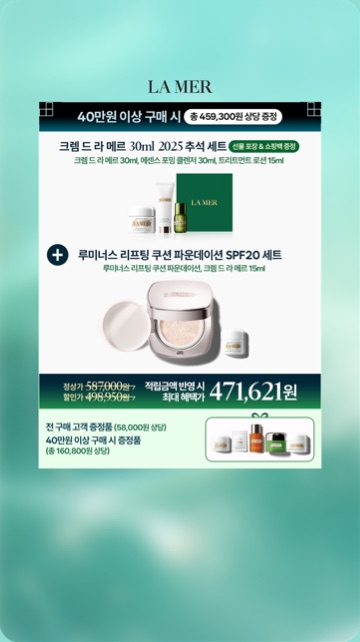 LA MER
40만원 이상 구매 시 총 459,300원 상당 증정
크렘 드 라 메르 30ml 2025 추석 세트 선물 포장 & 쇼핑백 증정
크렘 드 라 메르 30ml, 에센스 포밍 클렌저 30ml, 트리트먼트 로션 15ml
LA MER
+ 루미너스 리프팅 쿠션 파운데이션 SPF20 세트
루미너스 리프팅 쿠션 파운데이션, 크렘 드 라 메르 15ml
정상가 587,000원
할인가 498,950원
적립금액 반영 시
최대 혜택가 471,621원
전 구매 고객 증정품 (58,000원 상당)
40만원 이상 구매 시 증정품
(총 160,800원 상당)